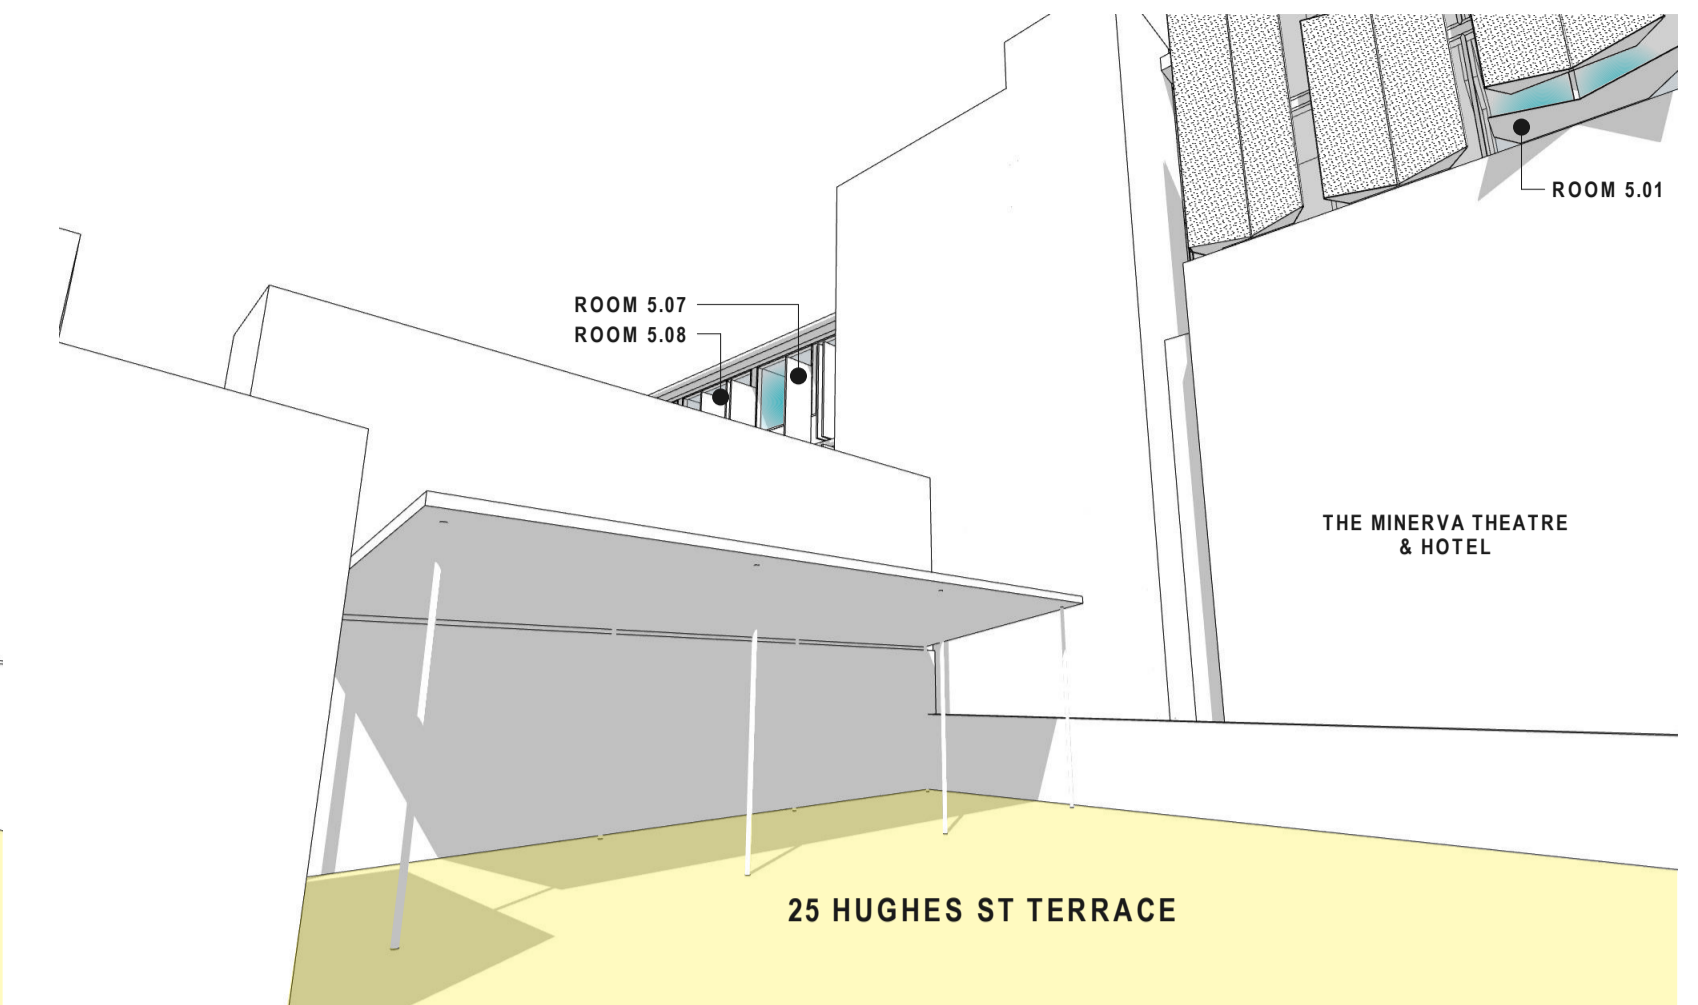 ROOM 5.01
ROOM 5.07
ROOM 5.08
THE MINERVA THEATRE
& HOTEL
25 HUGHES ST TERRACE